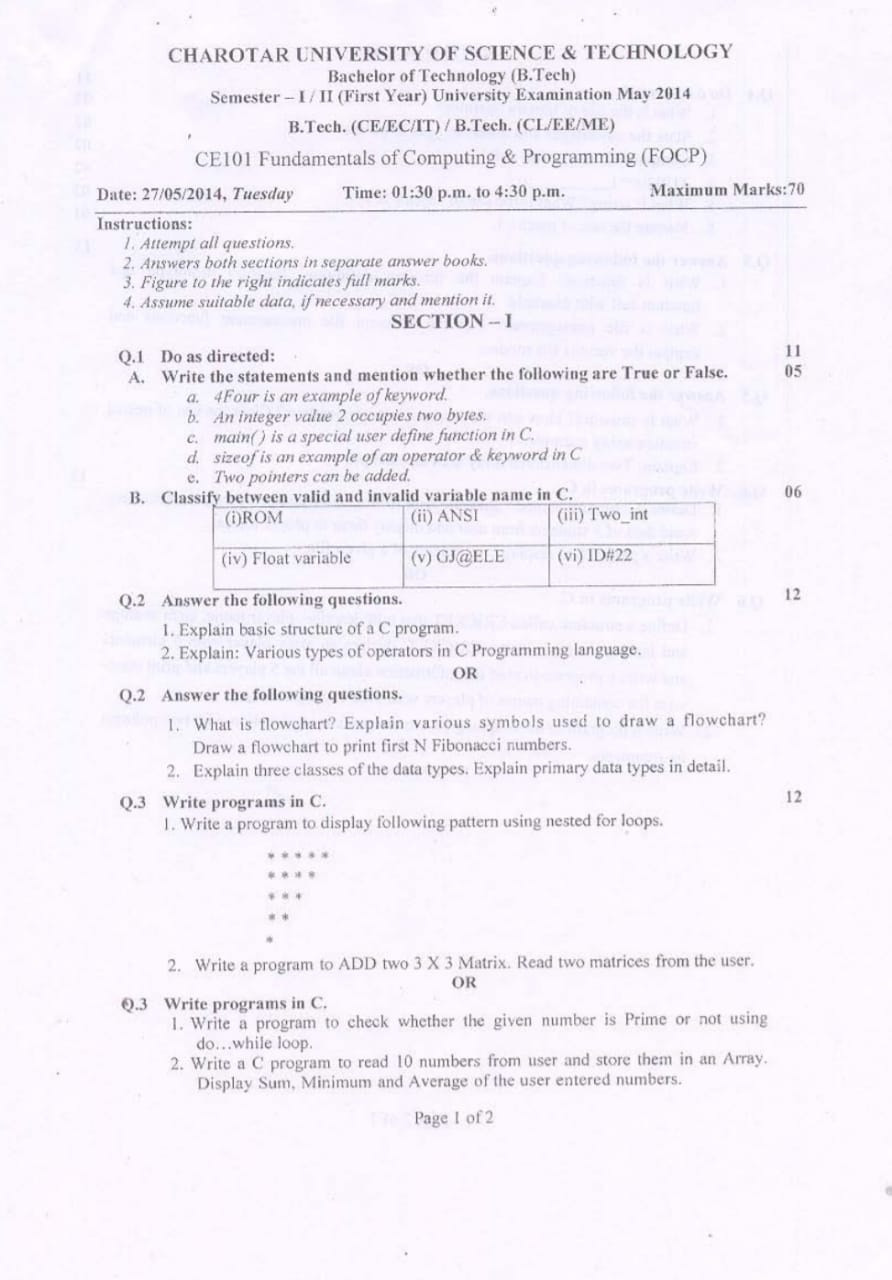 CHAROTAR UNIVERSITY OF SCIENCE & TECHNOLOGY
Bachelor of Technology (B.Tech)
Semester – I / II (First Year) University Examination May 2014
B.Tech. (CE/EC/IT) / B.Tech. (CL/EE/ME)
CE101 Fundamentals of Computing & Programming (FOCP)
Date: 27/05/2014, Tuesday Time: 01:30 p.m. to 4:30 p.m. Maximum Marks:70
Instructions:
1. Attempt all questions.
2. Answers both sections in separate answer books.
3. Figure to the right indicates full marks.
4. Assume suitable data, if necessary and mention it.
SECTION – I
Q.1 Do as directed: 11
A. Write the statements and mention whether the following are True or False. 05
a. 4Four is an example of keyword.
b. An integer value 2 occupies two bytes.
c. main() is a special user define function in C.
d. sizeof is an example of an operator & keyword in C
e. Two pointers can be added.
B. Classify between valid and invalid variable name in C. 06
(i)ROM (ii) ANSI (iii) Two_int
(iv) Float variable (v) GJ@ELE (vi) ID#22
Q.2 Answer the following questions. 12
1. Explain basic structure of a C program.
2. Explain: Various types of operators in C Programming language.
OR
Q.2 Answer the following questions.
1. What is flowchart? Explain various symbols used to draw a flowchart?
Draw a flowchart to print first N Fibonacci numbers.
2. Explain three classes of the data types. Explain primary data types in detail.
Q.3 Write programs in C. 12
1. Write a program to display following pattern using nested for loops.
* * * * *
* * * *
* * *
* *
*
2. Write a program to ADD two 3 X 3 Matrix. Read two matrices from the user.
OR
Q.3 Write programs in C.
1. Write a program to check whether the given number is Prime or not using
do...while loop.
2. Write a C program to read 10 numbers from user and store them in an Array.
Display Sum, Minimum and Average of the user entered numbers.
Page 1 of 2